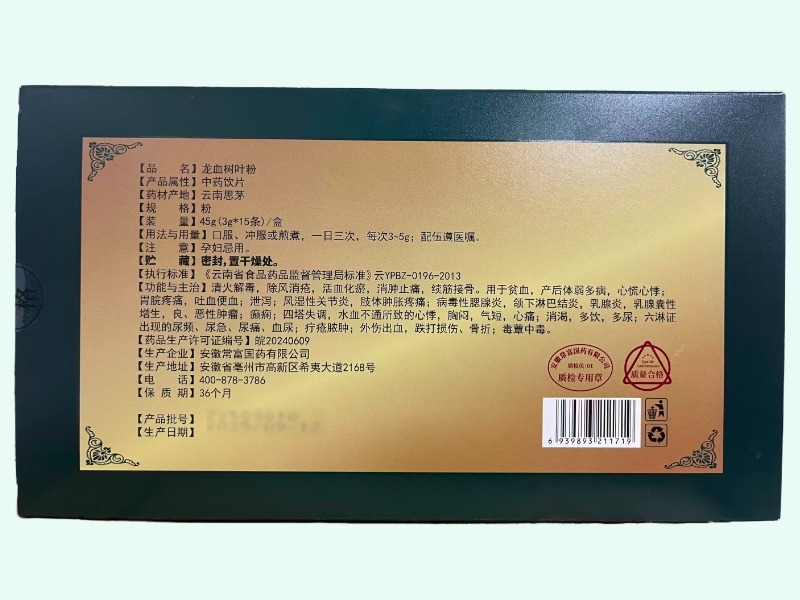 【品　　名】龙血树叶粉
【产品属性】中药饮片
【药材产地】云南思茅
【规　　格】粉
【装　　量】45g(3g*15条)/盒
【用法与用量】口服、冲服或煎煮，一日三次，每次3~5g；配伍遵医嘱。
【注　　意】孕妇忌用。
【贮　　藏】密封,置干燥处。
【执行标准】《云南省食品药品监督管理局标准》云YPBZ-0196-2013
【功能与主治】清火解毒，除风消疮，活血化瘀，消肿止痛，续筋接骨。用于贫血，产后体弱多病，心慌心悸；
胃脘疼痛，吐血便血；泄泻；风湿性关节炎，肢体肿胀疼痛；病毒性腮腺炎，颌下淋巴结炎，乳腺炎，乳腺囊性
增生，良、恶性肿瘤；癫痫；四塔失调，水血不通所致的心悸，胸闷，气短，心痛；消渴，多饮，多尿；六淋证
出现的尿频、尿急、尿痛，血尿；疔疮脓肿；外伤出血，跌打损伤、骨折；毒蕈中毒。
【药品生产许可证编号】皖20240609
【生产企业】安徽常富国药有限公司
【生产地址】安徽省亳州市高新区希夷大道2168号
【电　　话】400-878-3786
【保 质 期】36个月
【产品批号】
【生产日期】
安徽常富国药有限公司
质检员:01
质检专用章
质量合格
6 939893 211719
格